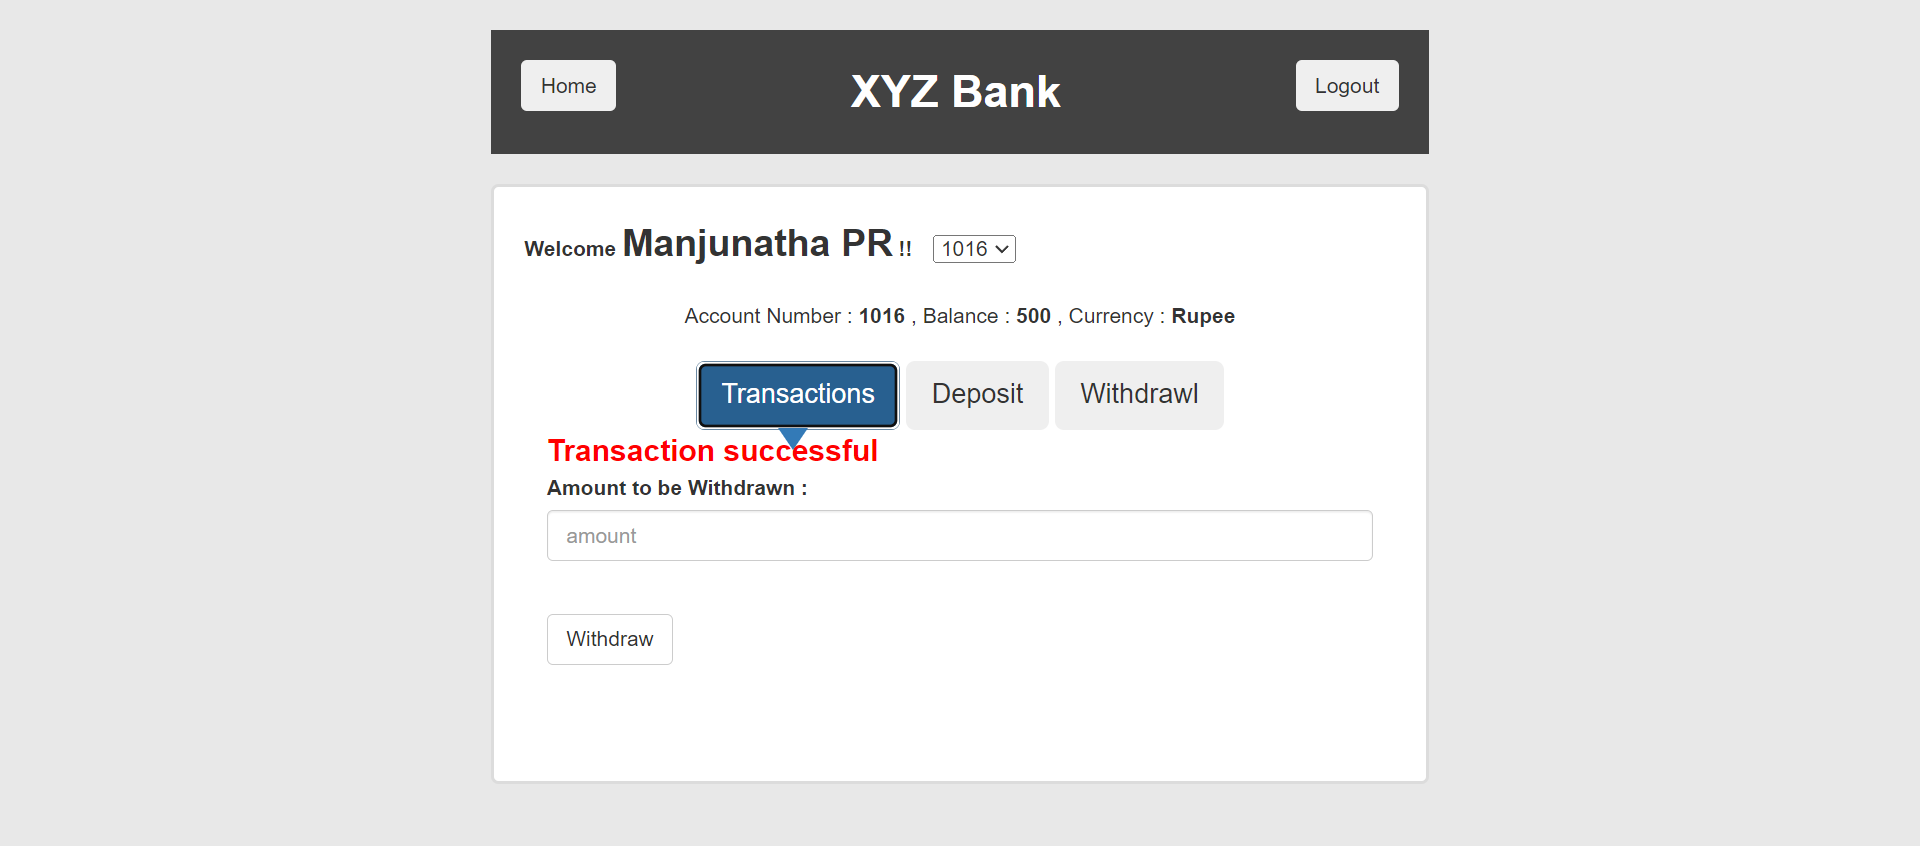 Home
XYZ Bank
Logout
Welcome Manjunatha PR !! 1016
Account Number : 1016 , Balance : 500 , Currency : Rupee
Transactions
Deposit
Withdrawl
Transaction successful
Amount to be Withdrawn :
amount
Withdraw